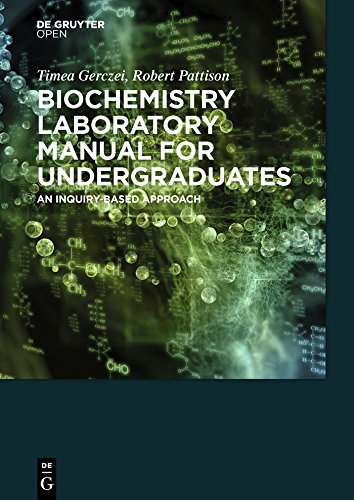 DE GRUYTER
OPEN
Timea Gerczei, Robert Pattison
BIOCHEMISTRY
LABORATORY
MANUAL FOR
UNDERGRADUATES
AN INQUIRY-BASED APPROACH
DE
G